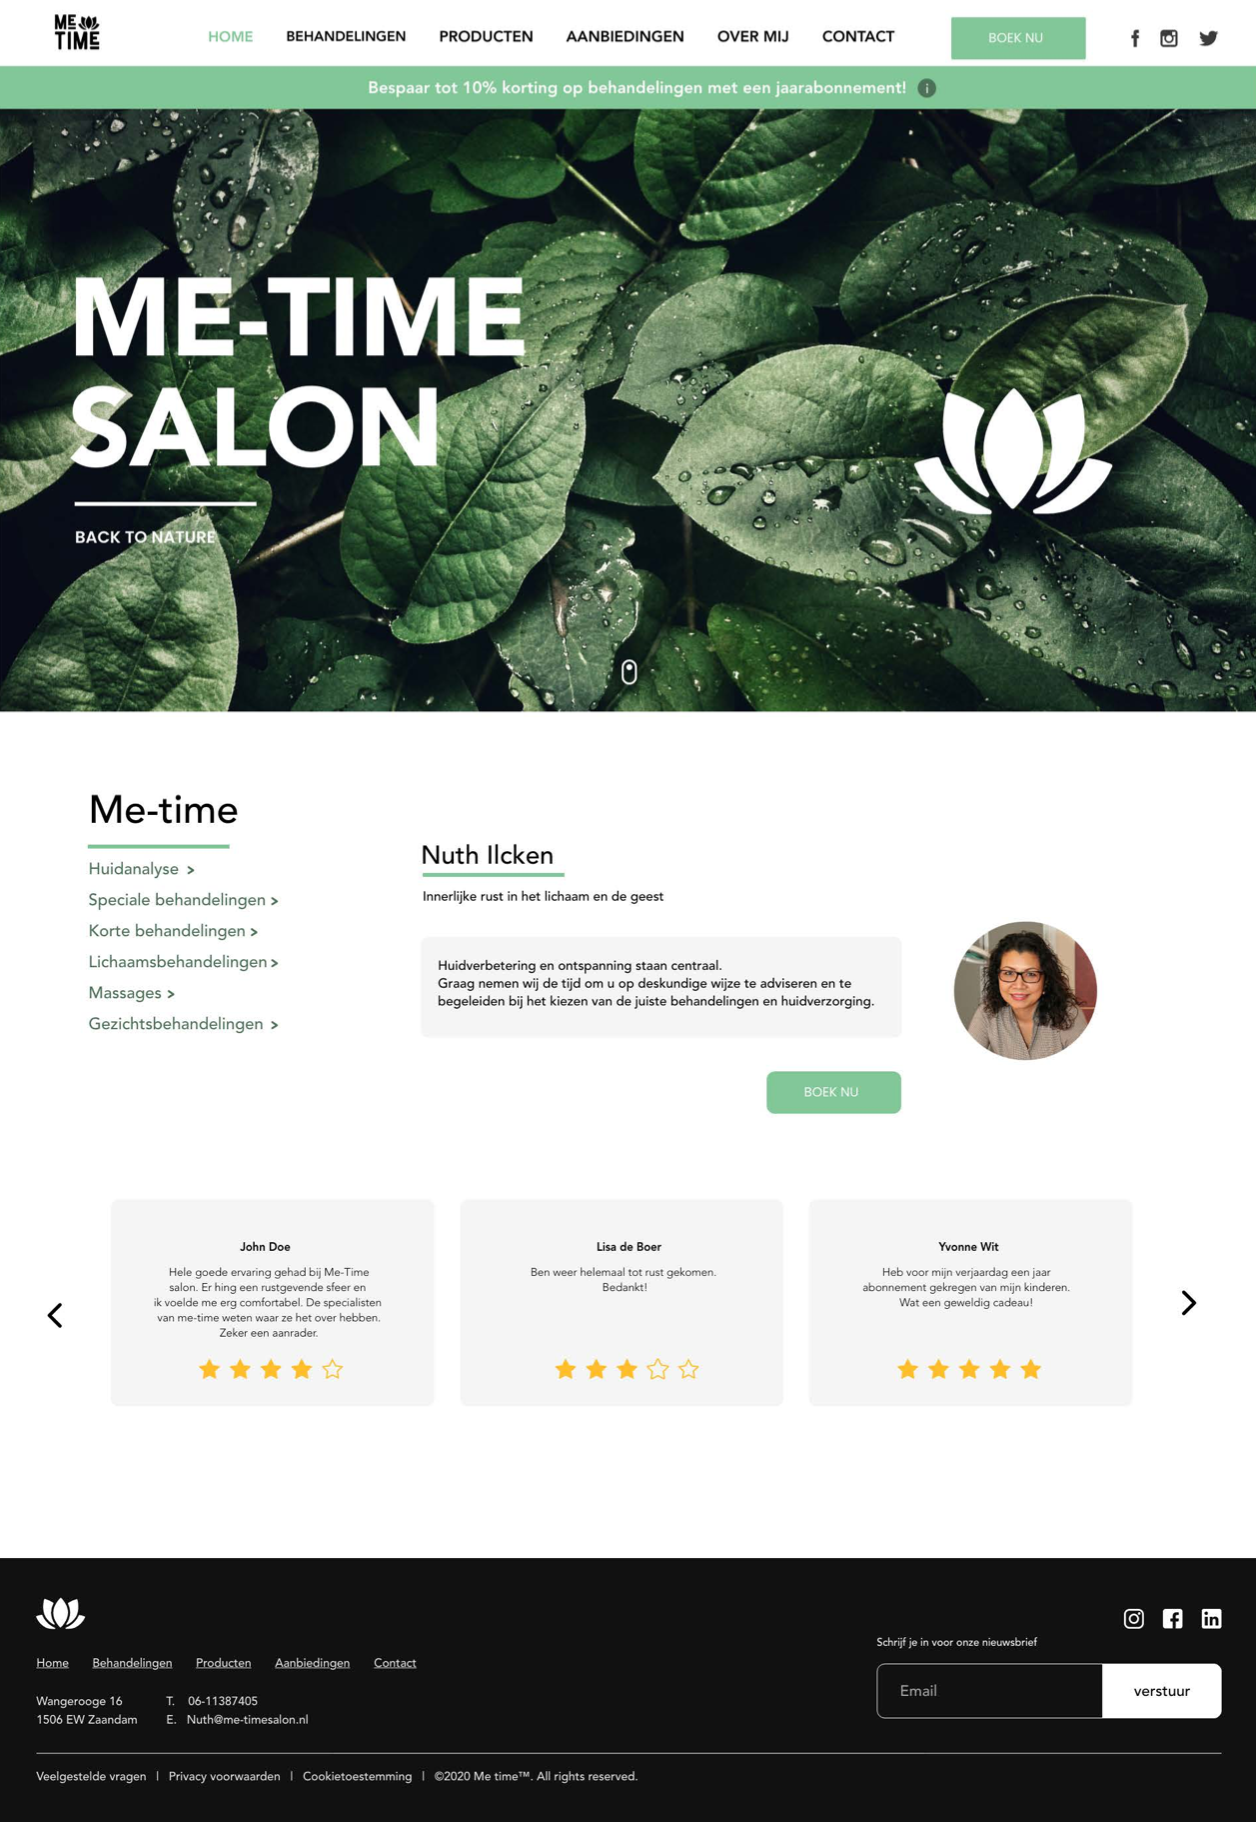 ME
TIME
HOME BEHANDELINGEN PRODUCTEN AANBIEDINGEN OVER MIJ CONTACT BOEK NU
Bespaar tot 10% korting op behandelingen met een jaarabonnement! i
ME-TIME
SALON
BACK TO NATURE
Me-time
Huidanalyse >
Speciale behandelingen >
Korte behandelingen >
Lichaamsbehandelingen >
Massages >
Gezichtsbehandelingen >
Nuth Ilcken
Innerlijke rust in het lichaam en de geest
Huidverbetering en ontspanning staan centraal.
Graag nemen wij de tijd om u op deskundige wijze te adviseren en te
begeleiden bij het kiezen van de juiste behandelingen en huidverzorging.
BOEK NU
John Doe
Hele goede ervaring gehad bij Me-Time
salon. Er hing een rustgevende sfeer en
ik voelde me erg comfortabel. De specialisten
van me-time weten waar ze het over hebben.
Zeker een aanrader.
Lisa de Boer
Ben weer helemaal tot rust gekomen.
Bedankt!
Yvonne Wit
Heb voor mijn verjaardag een jaar
abonnement gekregen van mijn kinderen.
Wat een geweldig cadeau!
Home Behandelingen Producten Aanbiedingen Contact
Wangerooge 16 T. 06-11387405
1506 EW Zaandam E. Nuth@me-timesalon.nl
Schrijf je in voor onze nieuwsbrief
Email verstuur
Veelgestelde vragen | Privacy voorwaarden | Cookietoestemming | ©2020 Me time™. All rights reserved.